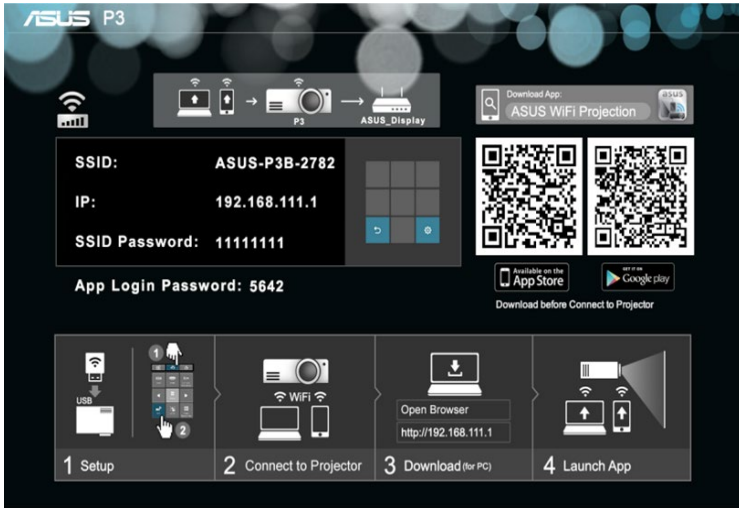 ASUS P3
P3
ASUS_Display
Download App:
ASUS WiFi Projection
asus
SSID: ASUS-P3B-2782
IP: 192.168.111.1
SSID Password: 11111111
App Login Password: 5642
Available on the
App Store
GET IT ON
Google play
Download before Connect to Projector
1
2
USB
WiFi
Open Browser
http://192.168.111.1
1 Setup
2 Connect to Projector
3 Download (for PC)
4 Launch App